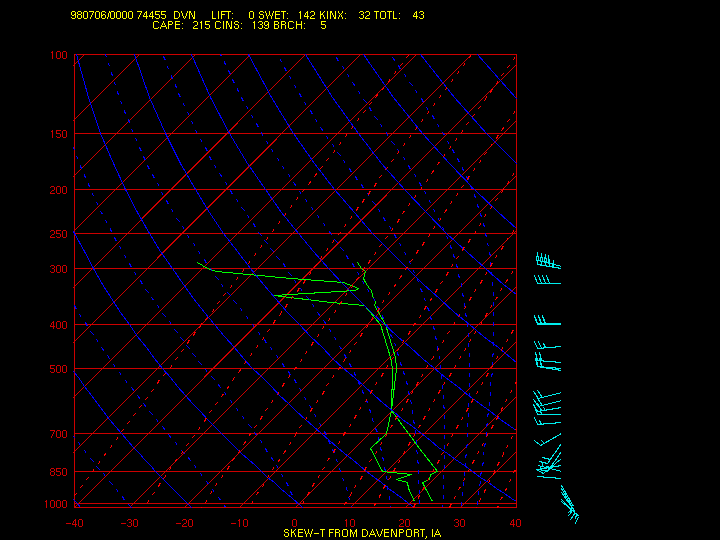 980706/0000 74455 DVN LIFT: 0 SWET: 142 KINX: 32 TOTL: 43
CAPE: 215 CINS: 139 BRCH: 5
100
150
200
250
300
400
500
700
850
1000
-40 -30 -20 -10 0 10 20 30 40
SKEW-T FROM DAVENPORT, IA